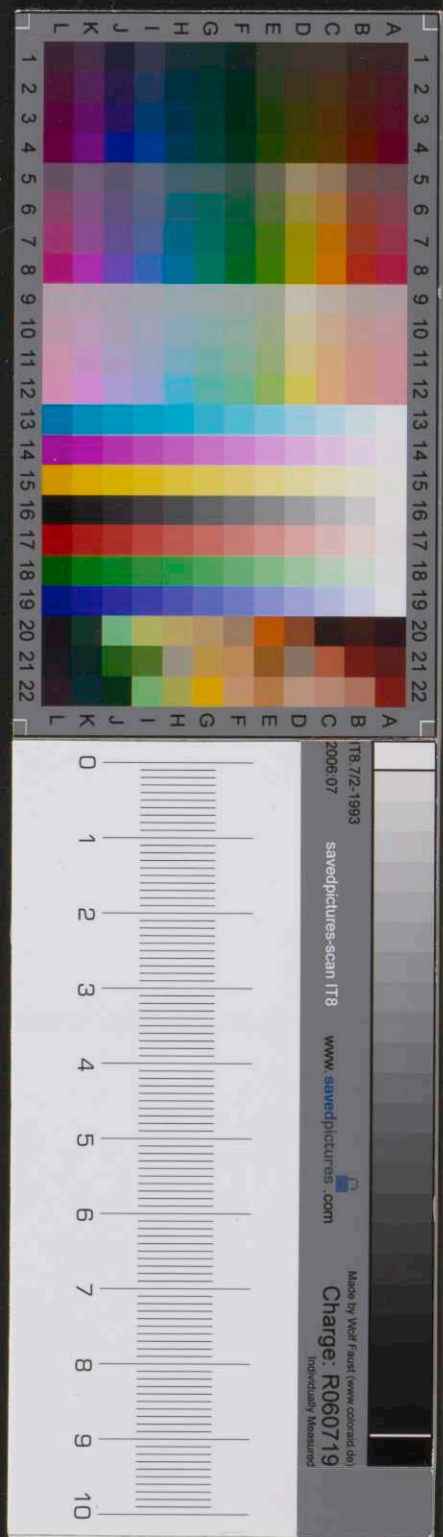 L K J I H G F E D C B A
1 1
2 2
3 3
4 4
5 5
6 6
7 7
8 8
9 9
10 10
11 11
12 12
13 13
14 14
15 15
16 16
17 17
18 18
19 19
20 20
21 21
22 22
L K J I H G F E D C B A
IT8.7/2-1993
2006:07
savedpictures-scan IT8
www.savedpictures.com
Made by Wolf Faust (www.coloraid.de)
Charge: R060719
Individually Measured
0 1 2 3 4 5 6 7 8 9 10